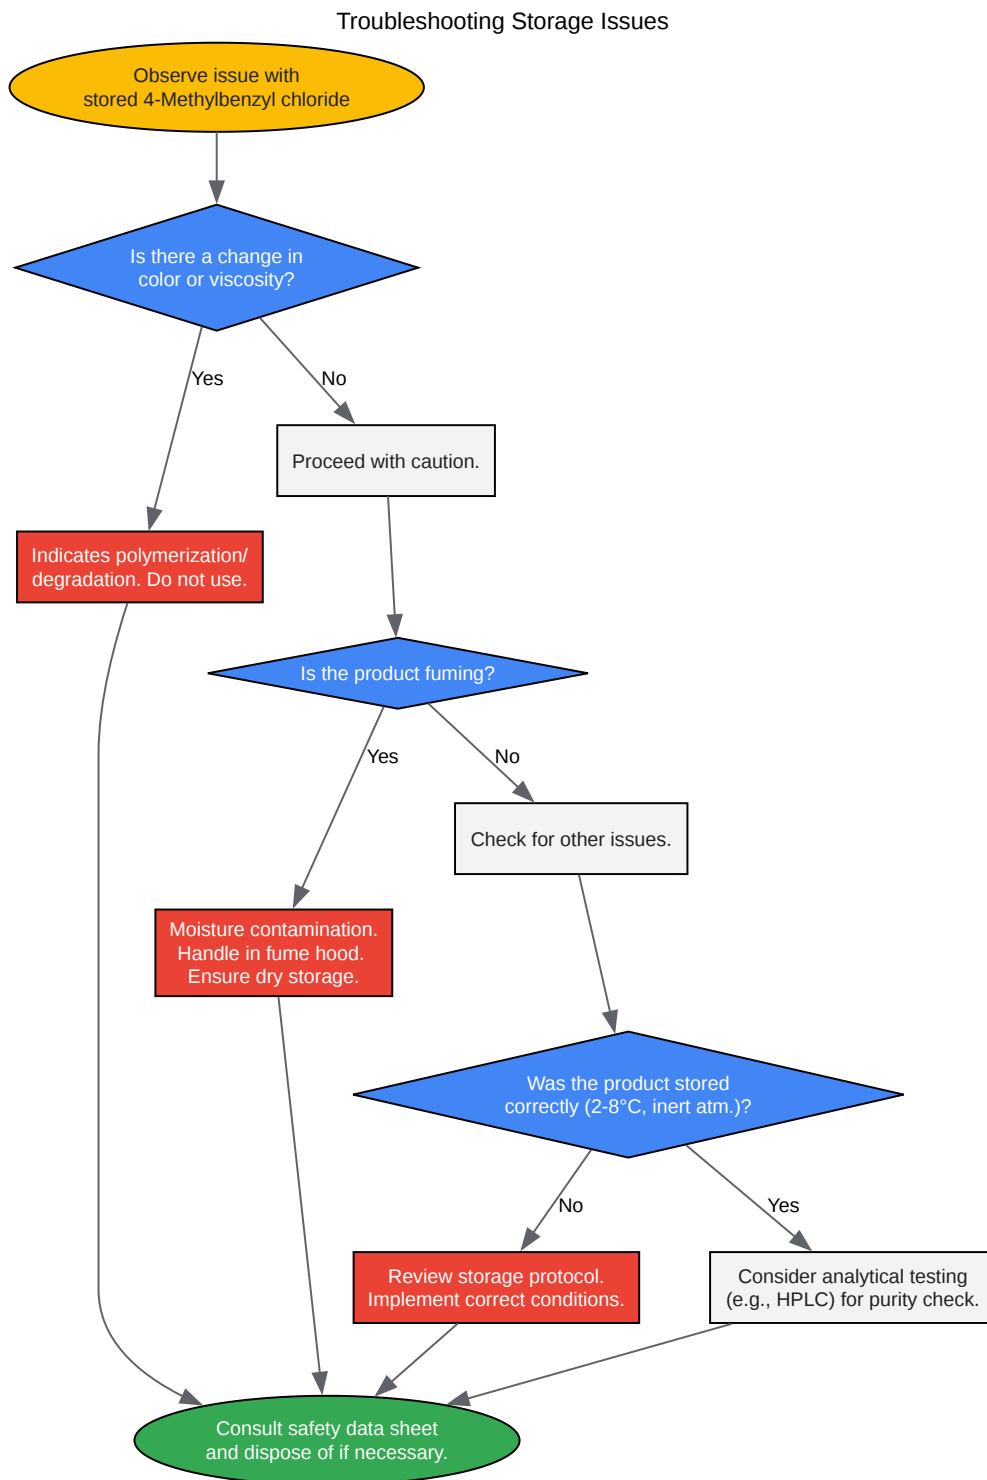 Troubleshooting Storage Issues
Observe issue with
stored 4-Methylbenzyl chloride
Is there a change in
color or viscosity?
Yes
No
Proceed with caution.
Indicates polymerization/
degradation. Do not use.
Is the product fuming?
Yes
No
Check for other issues.
Moisture contamination.
Handle in fume hood.
Ensure dry storage.
Was the product stored
correctly (2-8°C, inert atm.)?
No
Yes
Review storage protocol.
Implement correct conditions.
Consider analytical testing
(e.g., HPLC) for purity check.
Consult safety data sheet
and dispose of if necessary.